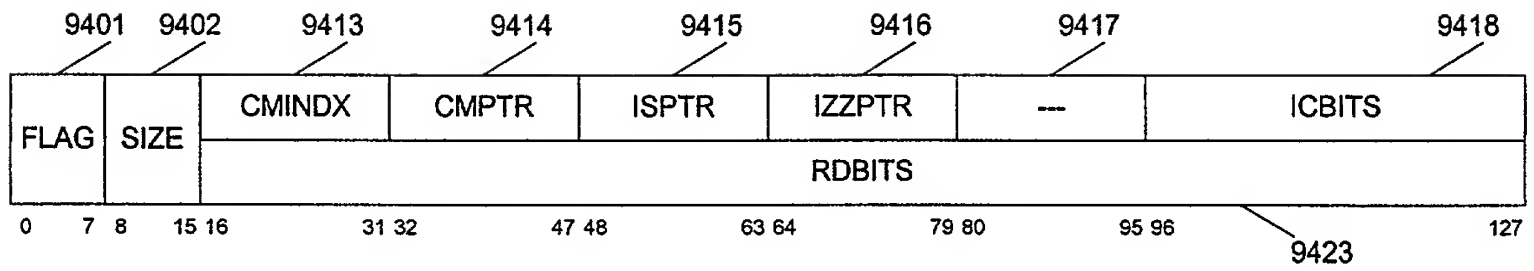 9401 9402 9413 9414 9415 9416 9417 9418
CMINDX CMPTR ISPTR IZZPTR --- ICBITS
FLAG SIZE
RDBITS
0 7 8 15 16 31 32 47 48 63 64 79 80 95 96 127
9423